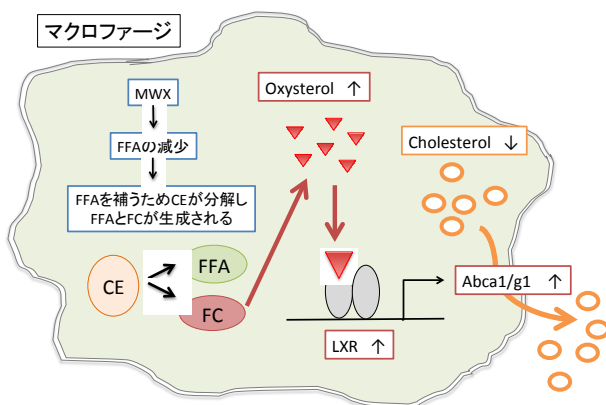 マクロファージ
MWX
FFAの減少
FFAを補うためCEが分解し
FFAとFCが生成される
CE
FFA
FC
Oxysterol ↑
LXR ↑
Cholesterol ↓
Abca1/g1 ↑